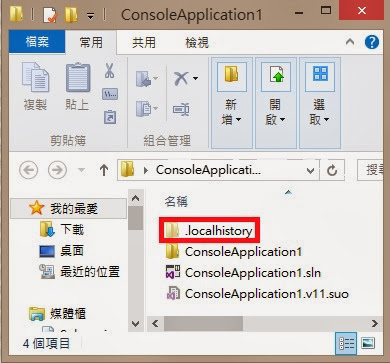 ConsoleApplication1
檔案
常用
共用
檢視
複製
貼上
剪貼簿
組合管理
新增
開啟
選取
ConsoleApplicati...
搜尋
我的最愛
下載
桌面
最近的位置
媒體櫃
名稱
.localhistory
ConsoleApplication1
ConsoleApplication1.sln
ConsoleApplication1.v11.suo
4 個項目